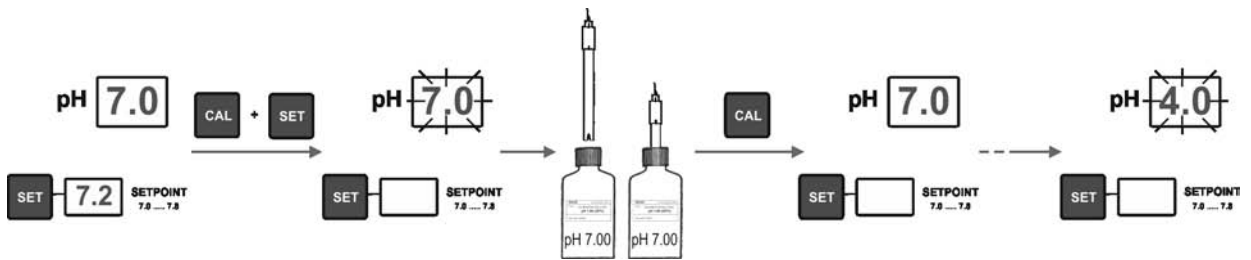 pH 7.0
SET 7.2 SETPOINT
7.0 ..... 7.8
CAL + SET
pH 7.0
SET SETPOINT
7.0 ..... 7.8
pH 7.00
pH 7.00
CAL
pH 7.0
SET SETPOINT
7.0 ..... 7.8
pH 4.0
SET SETPOINT
7.0 ..... 7.8